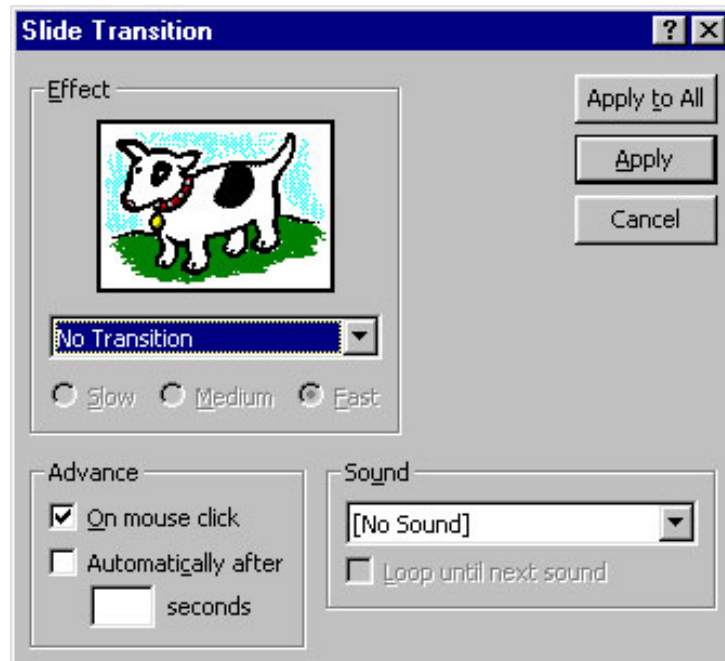 Slide Transition
Effect
Apply to All
Apply
Cancel
No Transition
Slow Medium Fast
Advance
On mouse click
Automatically after
seconds
Sound
[No Sound]
Loop until next sound